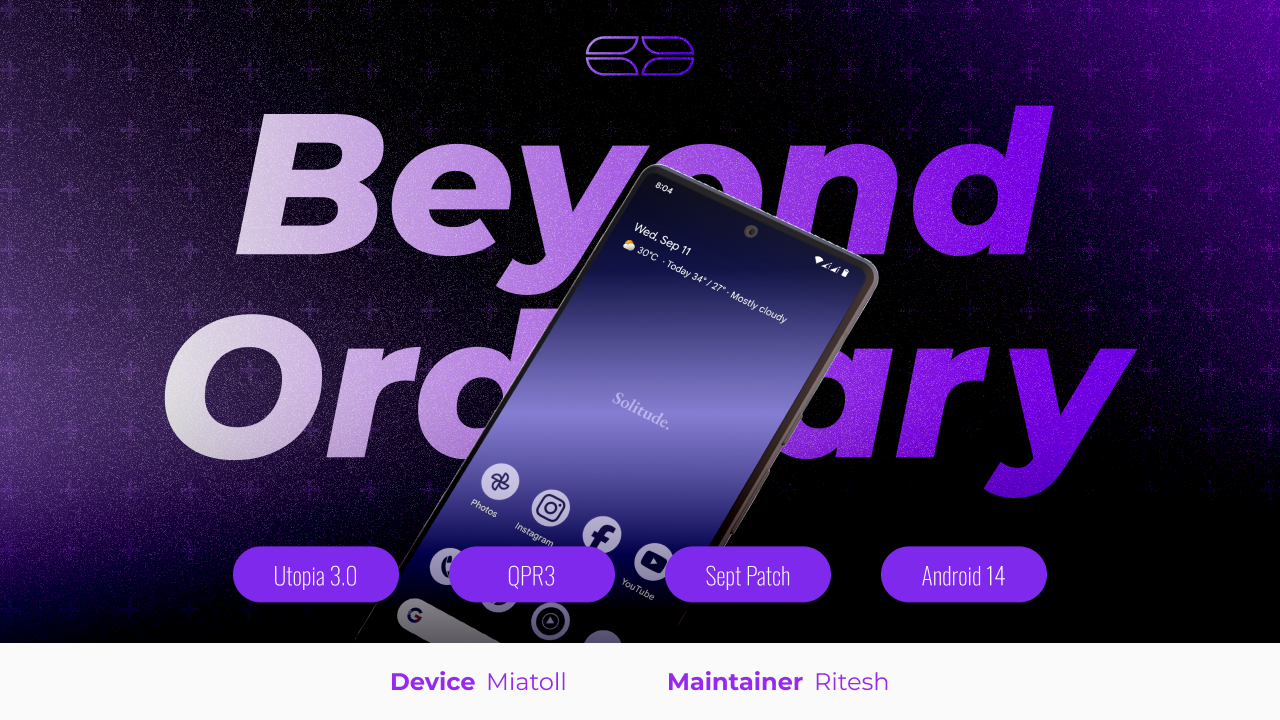 Beyond
Ordinary
8:04
Wed, Sep 11
30°C · Today 34° / 27° · Mostly cloudy
Solitude.
Photos
Instagram
YouTube
Utopia 3.0
QPR3
Sept Patch
Android 14
G
Device Miatoll
Maintainer Ritesh